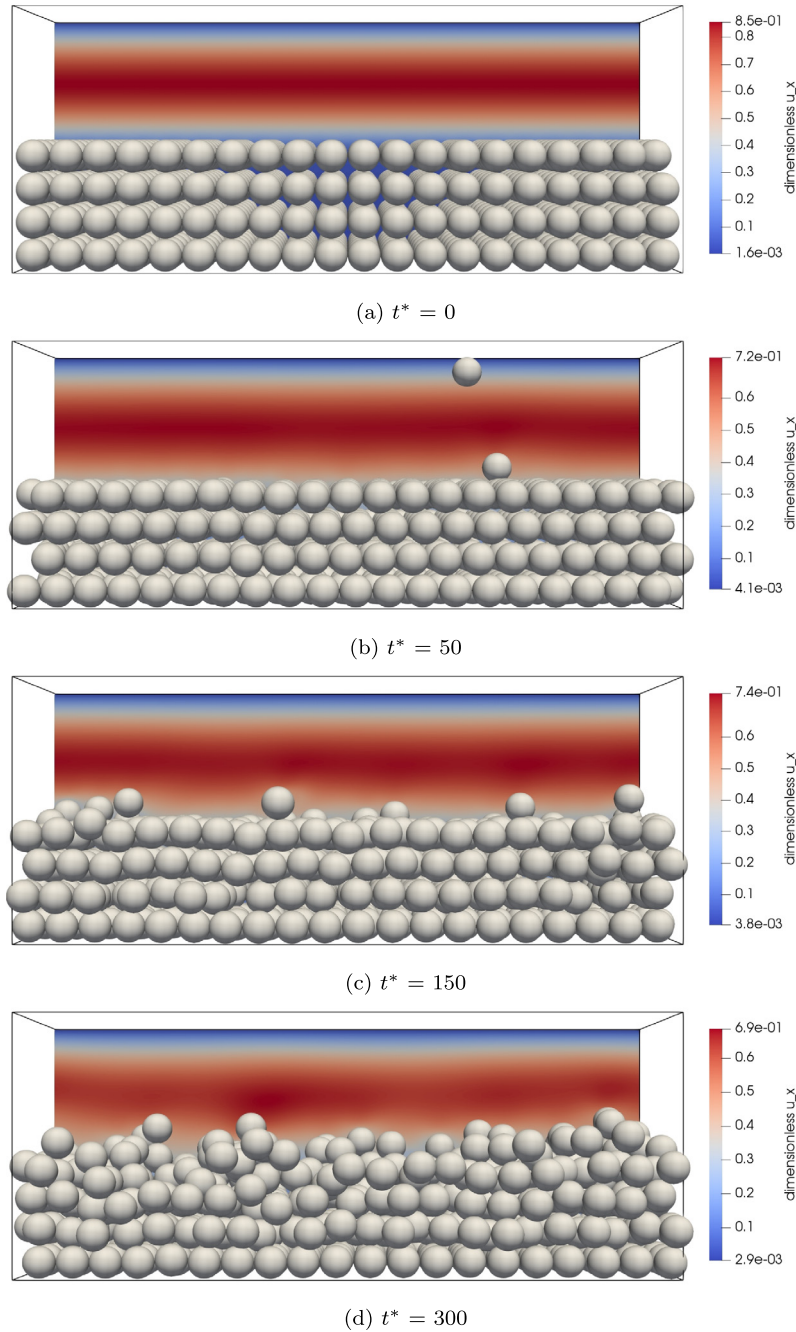 8.5e-01
0.8
0.7
0.6
0.5
0.4
0.3
0.2
0.1
1.6e-03
dimensionless u_x
(a) t* = 0
7.2e-01
0.6
0.5
0.4
0.3
0.2
0.1
4.1e-03
dimensionless u_x
(b) t* = 50
7.4e-01
0.6
0.5
0.4
0.3
0.2
0.1
3.8e-03
dimensionless u_x
(c) t* = 150
6.9e-01
0.6
0.5
0.4
0.3
0.2
0.1
2.9e-03
dimensionless u_x
(d) t* = 300